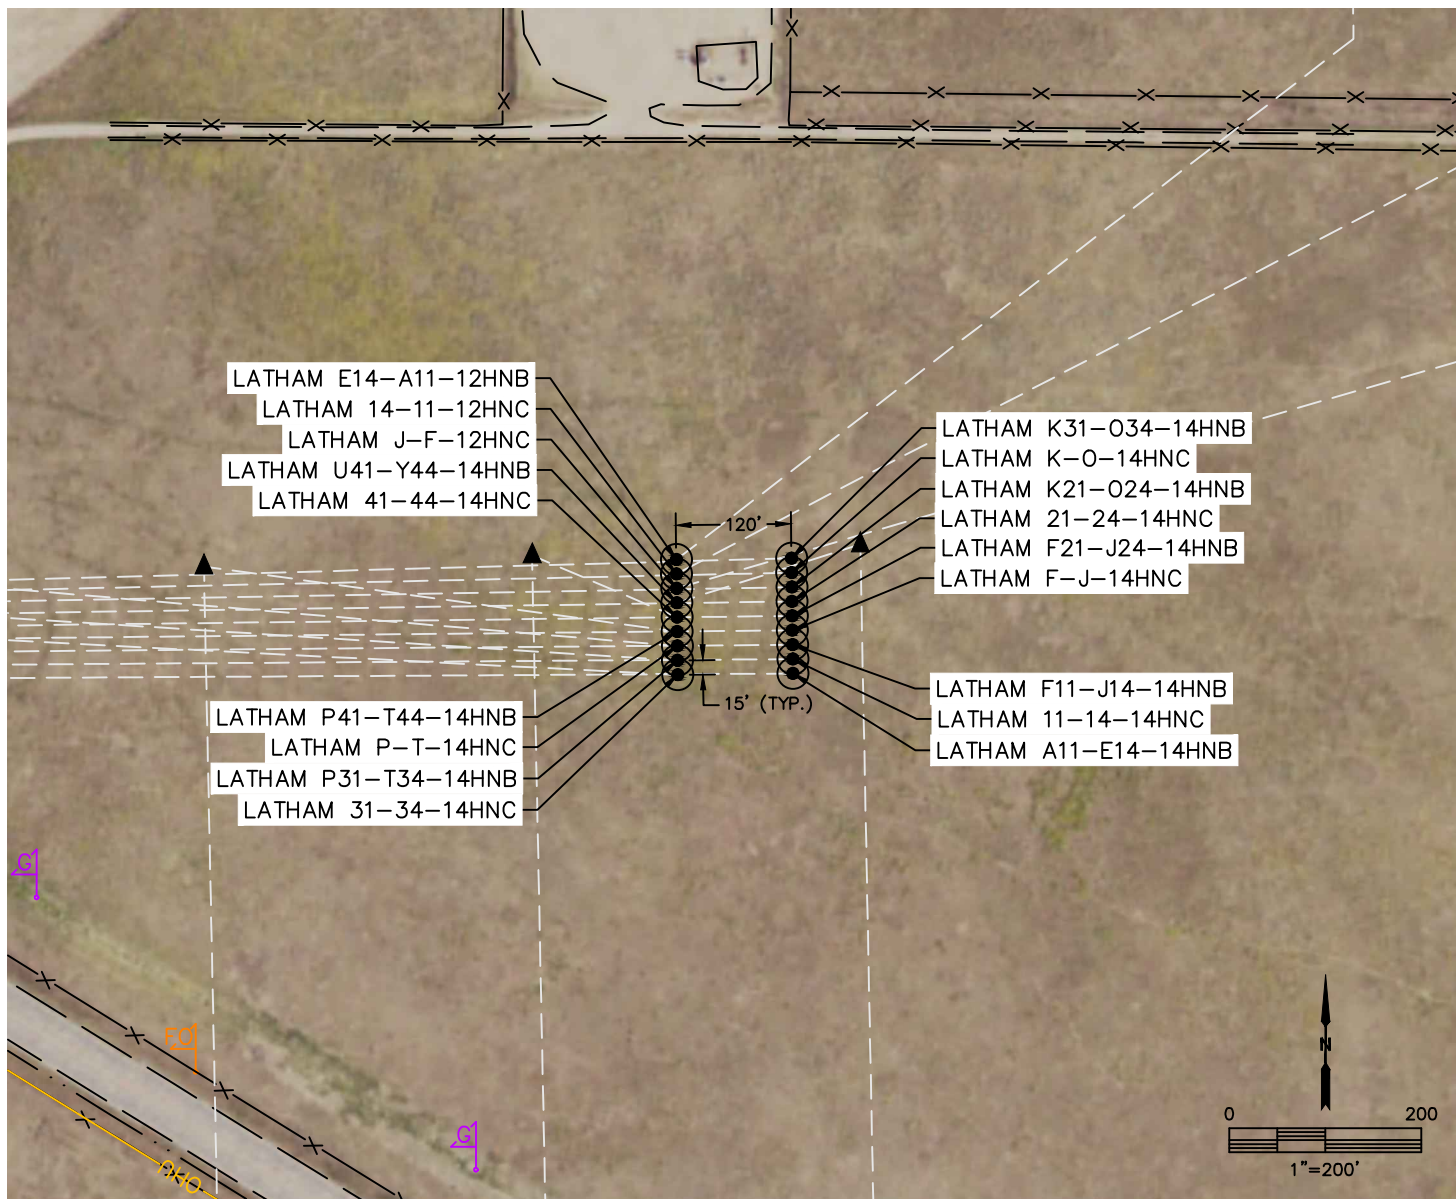 LATHAM E14-A11-12HNB
LATHAM 14-11-12HNC
LATHAM J-F-12HNC
LATHAM U41-Y44-14HNB
LATHAM 41-44-14HNC
LATHAM K31-O34-14HNB
LATHAM K-O-14HNC
LATHAM K21-O24-14HNB
LATHAM 21-24-14HNC
LATHAM F21-J24-14HNB
LATHAM F-J-14HNC
120'
15' (TYP.)
LATHAM P41-T44-14HNB
LATHAM P-T-14HNC
LATHAM P31-T34-14HNB
LATHAM 31-34-14HNC
LATHAM F11-J14-14HNB
LATHAM 11-14-14HNC
LATHAM A11-E14-14HNB
G
FO
G
OHU
N
0 200
1"=200'